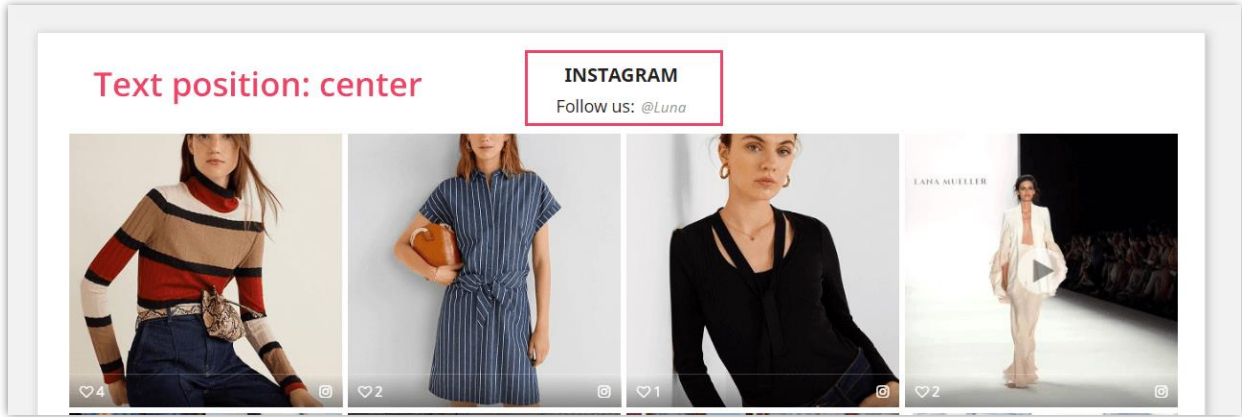 Text position: center
INSTAGRAM
Follow us: @Luna
LANA MUELLER
4
2
1
2